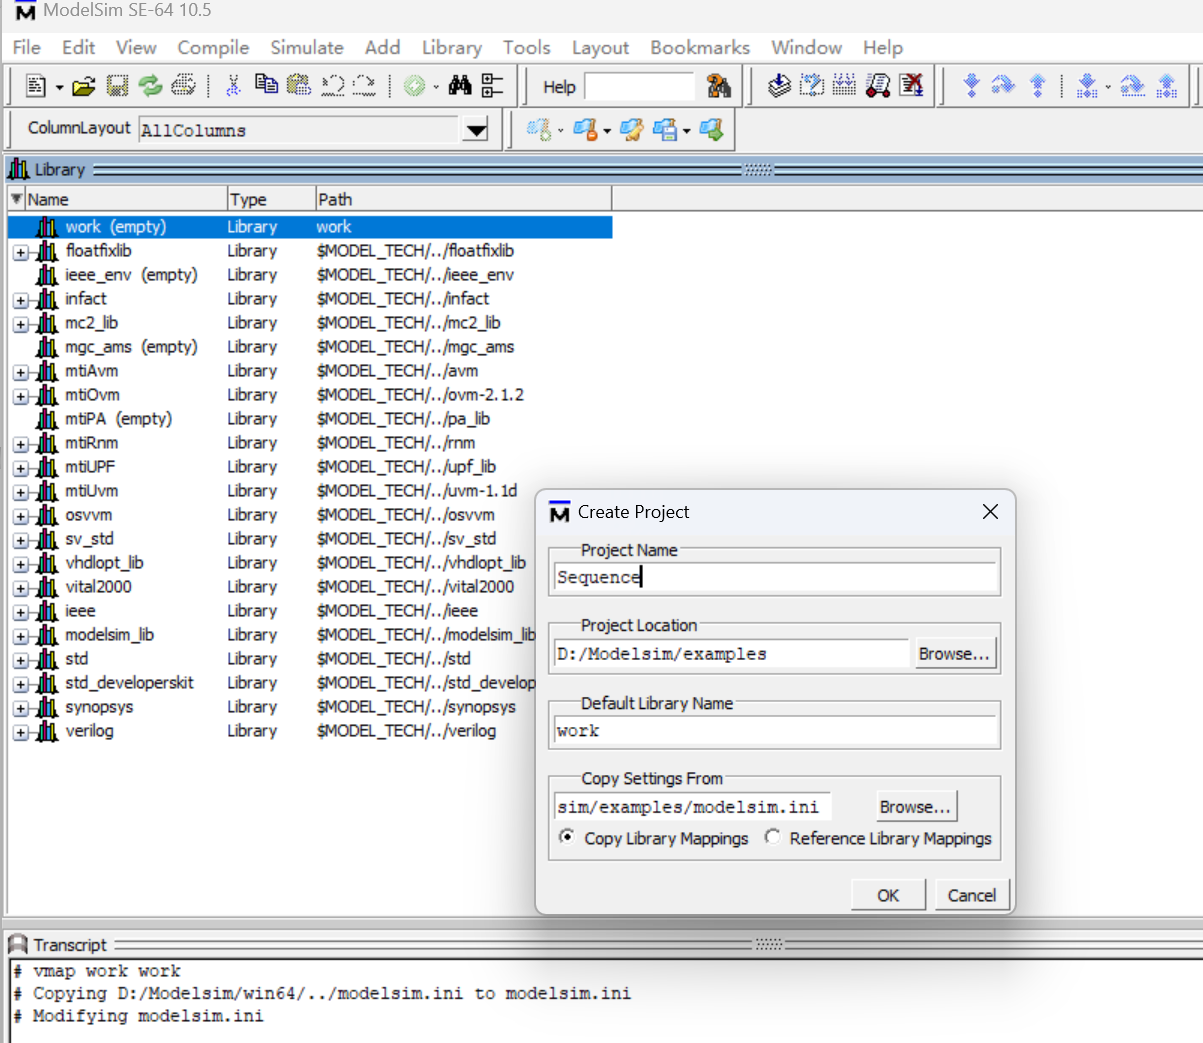 ModelSim SE-64 10.5
File Edit View Compile Simulate Add Library Tools Layout Bookmarks Window Help
Help
ColumnLayout AllColumns
Library
Name Type Path
work (empty) Library work
floatfixlib Library $MODEL_TECH/../floatfixlib
ieee_env (empty) Library $MODEL_TECH/../ieee_env
infact Library $MODEL_TECH/../infact
mc2_lib Library $MODEL_TECH/../mc2_lib
mgc_ams (empty) Library $MODEL_TECH/../mgc_ams
mtiAvm Library $MODEL_TECH/../avm
mtiOvm Library $MODEL_TECH/../ovm-2.1.2
mtiPA (empty) Library $MODEL_TECH/../pa_lib
mtiRnm Library $MODEL_TECH/../rnm
mtiUPF Library $MODEL_TECH/../upf_lib
mtiUvm Library $MODEL_TECH/../uvm-1.1d
osvvm Library $MODEL_TECH/../osvvm
sv_std Library $MODEL_TECH/../sv_std
vhdlopt_lib Library $MODEL_TECH/../vhdlopt_lib
vital2000 Library $MODEL_TECH/../vital2000
ieee Library $MODEL_TECH/../ieee
modelsim_lib Library $MODEL_TECH/../modelsim_lib
std Library $MODEL_TECH/../std
std_developerskit Library $MODEL_TECH/../std_develop
synopsys Library $MODEL_TECH/../synopsys
verilog Library $MODEL_TECH/../verilog
Create Project
Project Name
Sequence
Project Location
D:/Modelsim/examples Browse...
Default Library Name
work
Copy Settings From
sim/examples/modelsim.ini Browse...
Copy Library Mappings Reference Library Mappings
OK Cancel
Transcript
# vmap work work
# Copying D:/Modelsim/win64/../modelsim.ini to modelsim.ini
# Modifying modelsim.ini